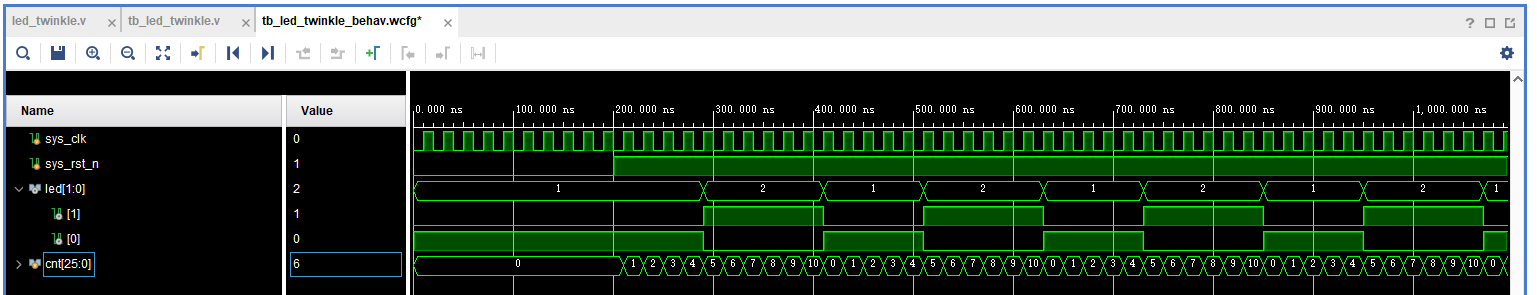 led_twinkle.v × tb_led_twinkle.v × tb_led_twinkle_behav.wcfg* ×
?
Name Value
0.000 ns 100.000 ns 200.000 ns 300.000 ns 400.000 ns 500.000 ns 600.000 ns 700.000 ns 800.000 ns 900.000 ns 1,000.000 ns
sys_clk 0
sys_rst_n 1
led[1:0] 2 1 2 1 2 1 2 1 2 1
[1] 1
[0] 0
cnt[25:0] 6 0 1 2 3 4 5 6 7 8 9 10 0 1 2 3 4 5 6 7 8 9 10 0 1 2 3 4 5 6 7 8 9 10 0 1 2 3 4 5 6 7 8 9 10 0